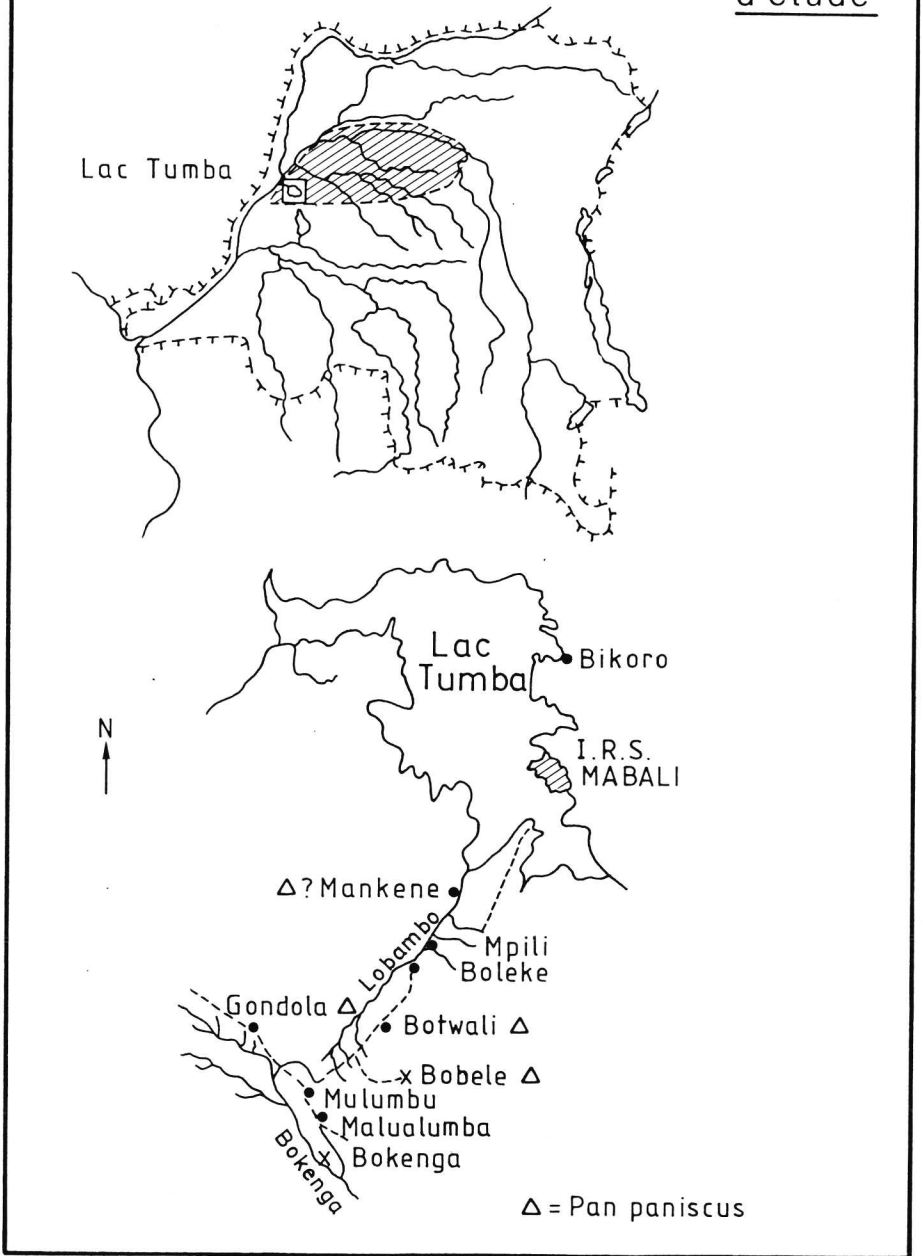 d'étude
Lac Tumba
Lac
Tumba
Bikoro
N
I.R.S.
MABALI
Δ? Mankene
Lobambo
Mpili
Boleke
Gondola Δ
Botwali Δ
x Bobele Δ
Mulumbu
Malualumba
x Bokenga
Bokenga
Δ = Pan paniscus